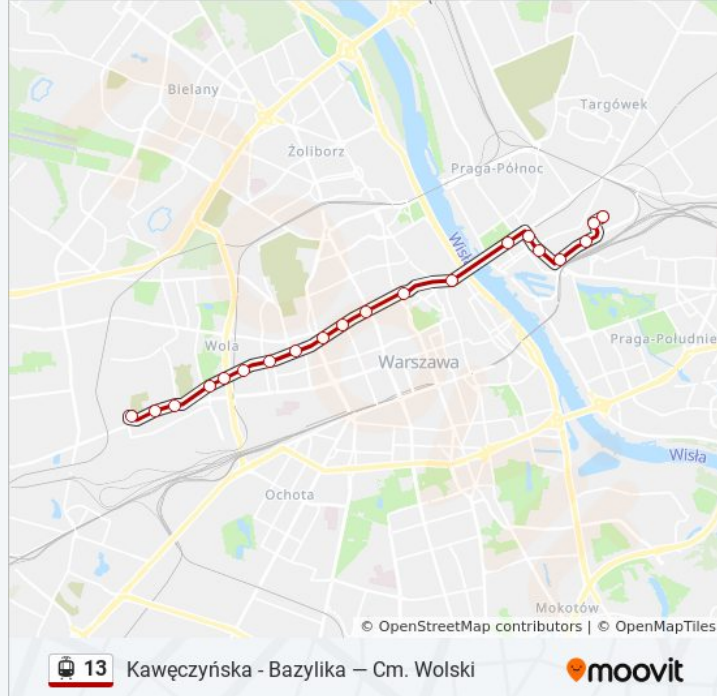 Bielany
Targówek
Żoliborz
Praga-Północ
Wisła
Wola
Praga-Południe
Warszawa
Wisła
Ochota
Mokotów
© OpenStreetMap contributors | © OpenMapTiles
13 Kawęczyńska - Bazylika — Cm. Wolski
moovit